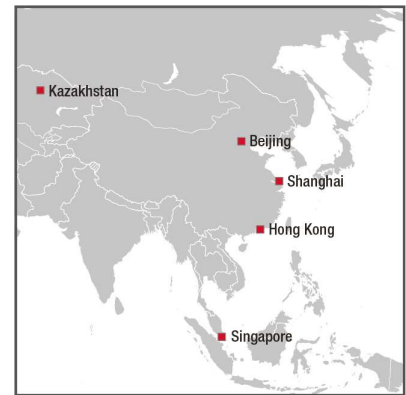 Kazakhstan
Beijing
Shanghai
Hong Kong
Singapore